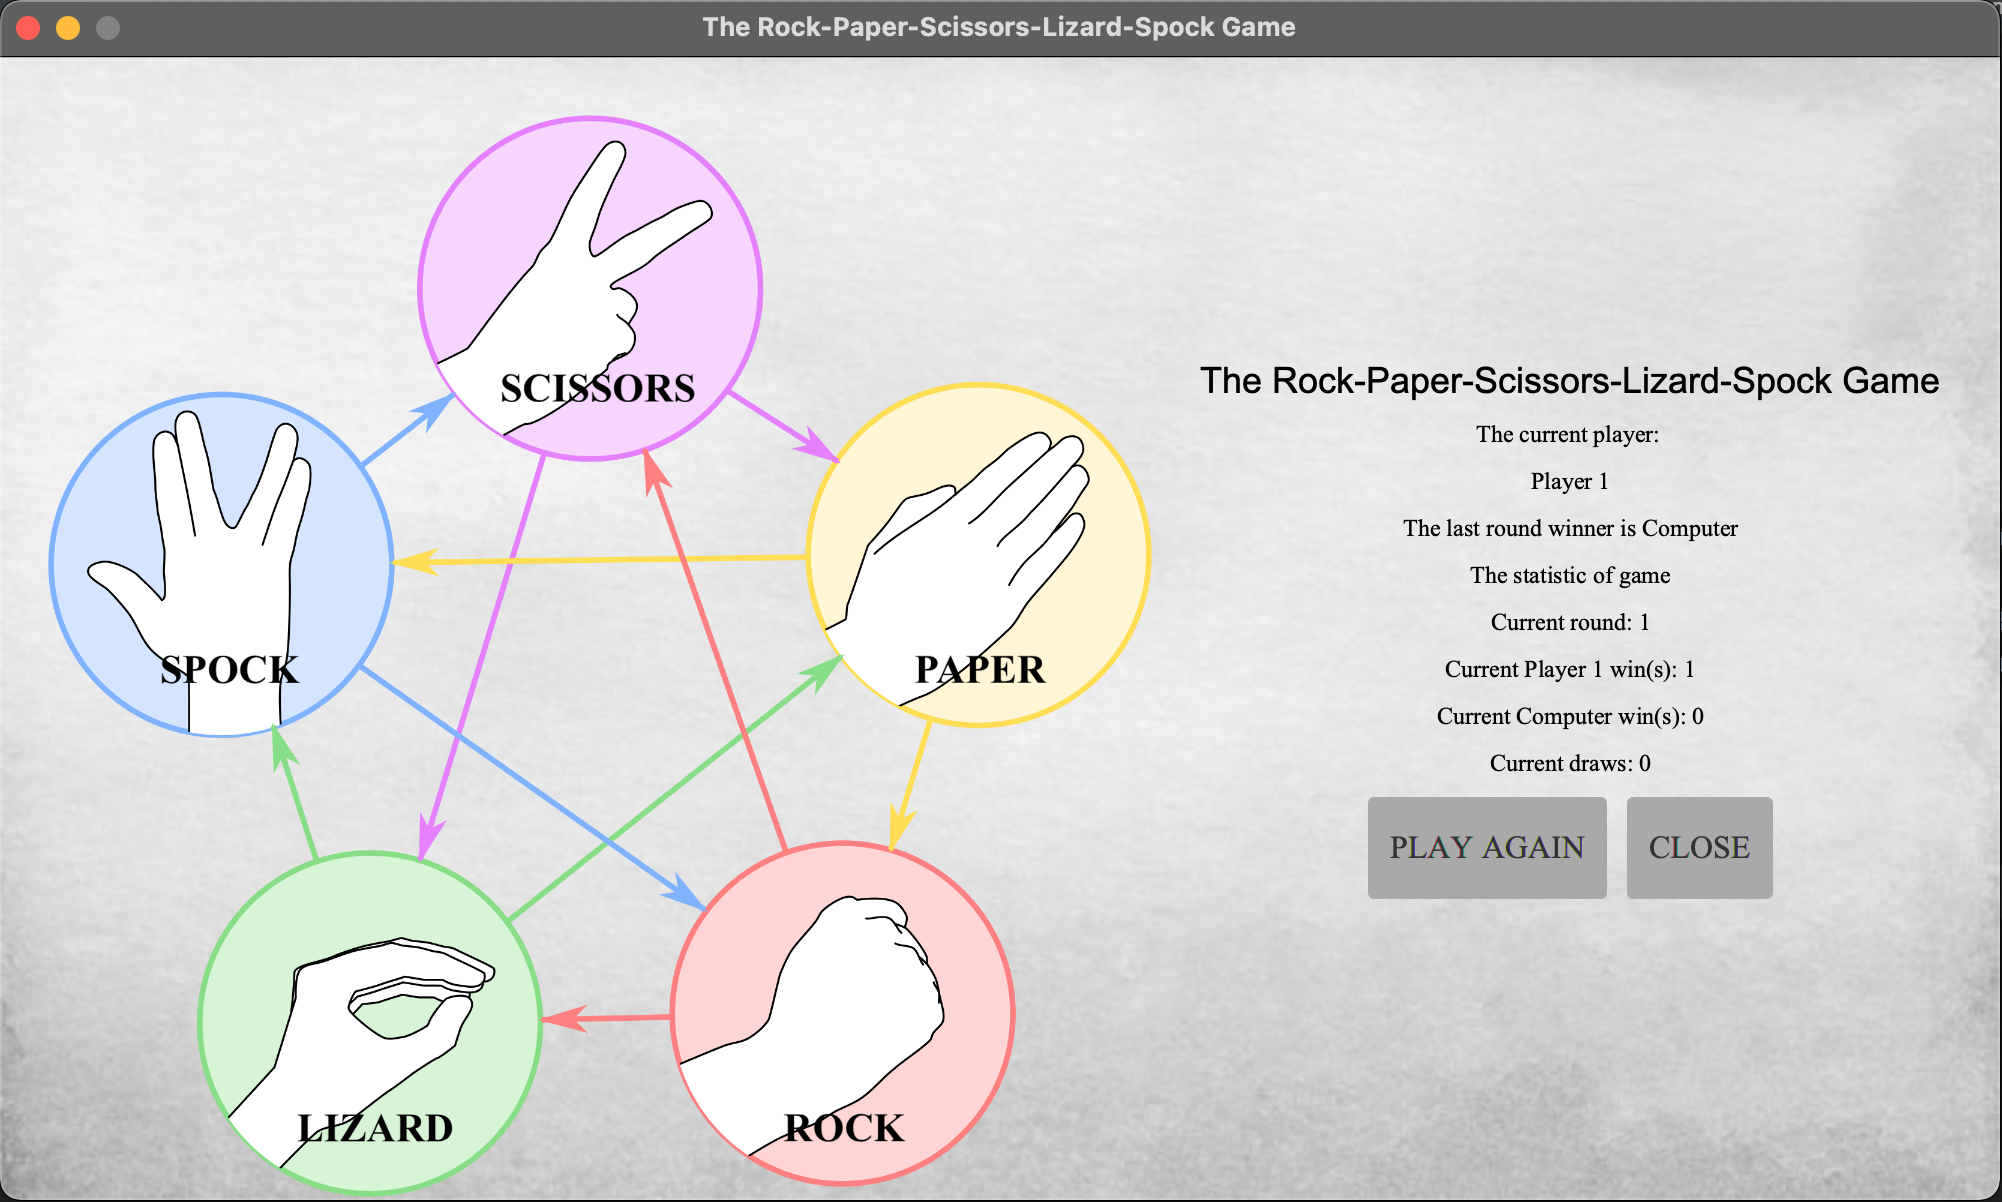 The Rock-Paper-Scissors-Lizard-Spock Game
SCISSORS
SPOCK
PAPER
LIZARD
ROCK
The Rock-Paper-Scissors-Lizard-Spock Game
The current player:
Player 1
The last round winner is Computer
The statistic of game
Current round: 1
Current Player 1 win(s): 1
Current Computer win(s): 0
Current draws: 0
PLAY AGAIN
CLOSE